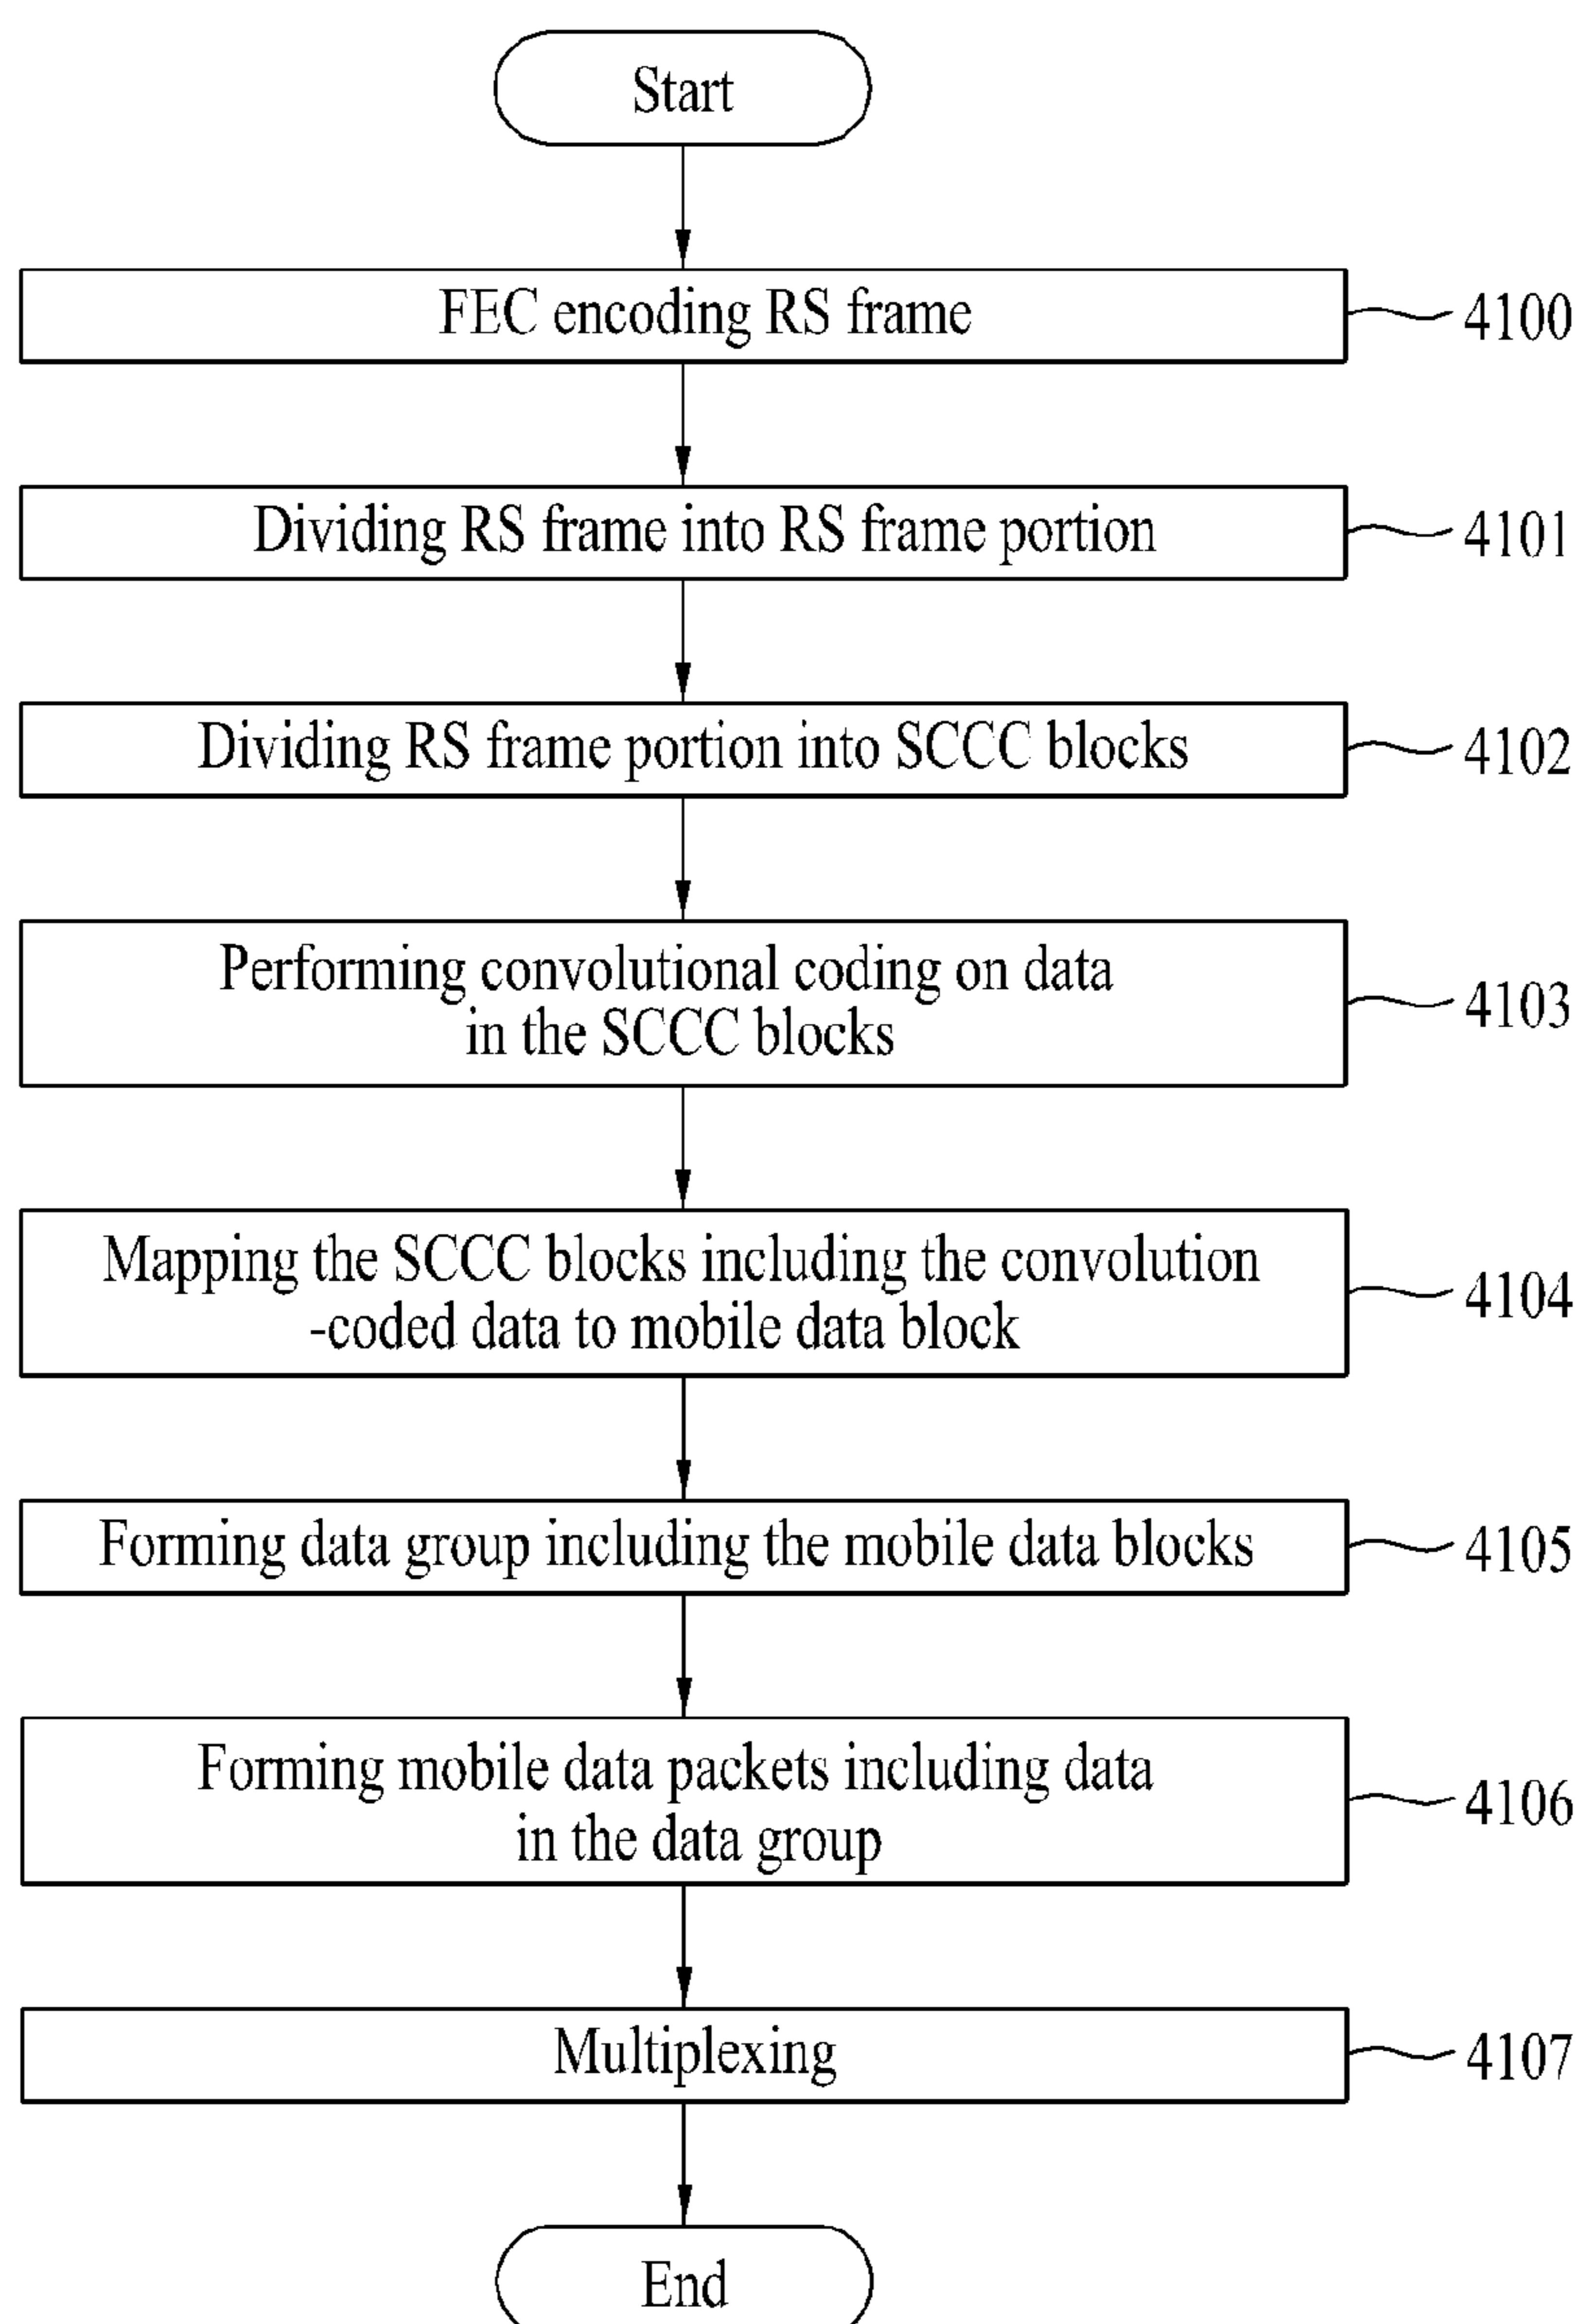 Start
FEC encoding RS frame
4100
Dividing RS frame into RS frame portion
4101
Dividing RS frame portion into SCCC blocks
4102
Performing convolutional coding on data
in the SCCC blocks
4103
Mapping the SCCC blocks including the convolution
-coded data to mobile data block
4104
Forming data group including the mobile data blocks
4105
Forming mobile data packets including data
in the data group
4106
Multiplexing
4107
End